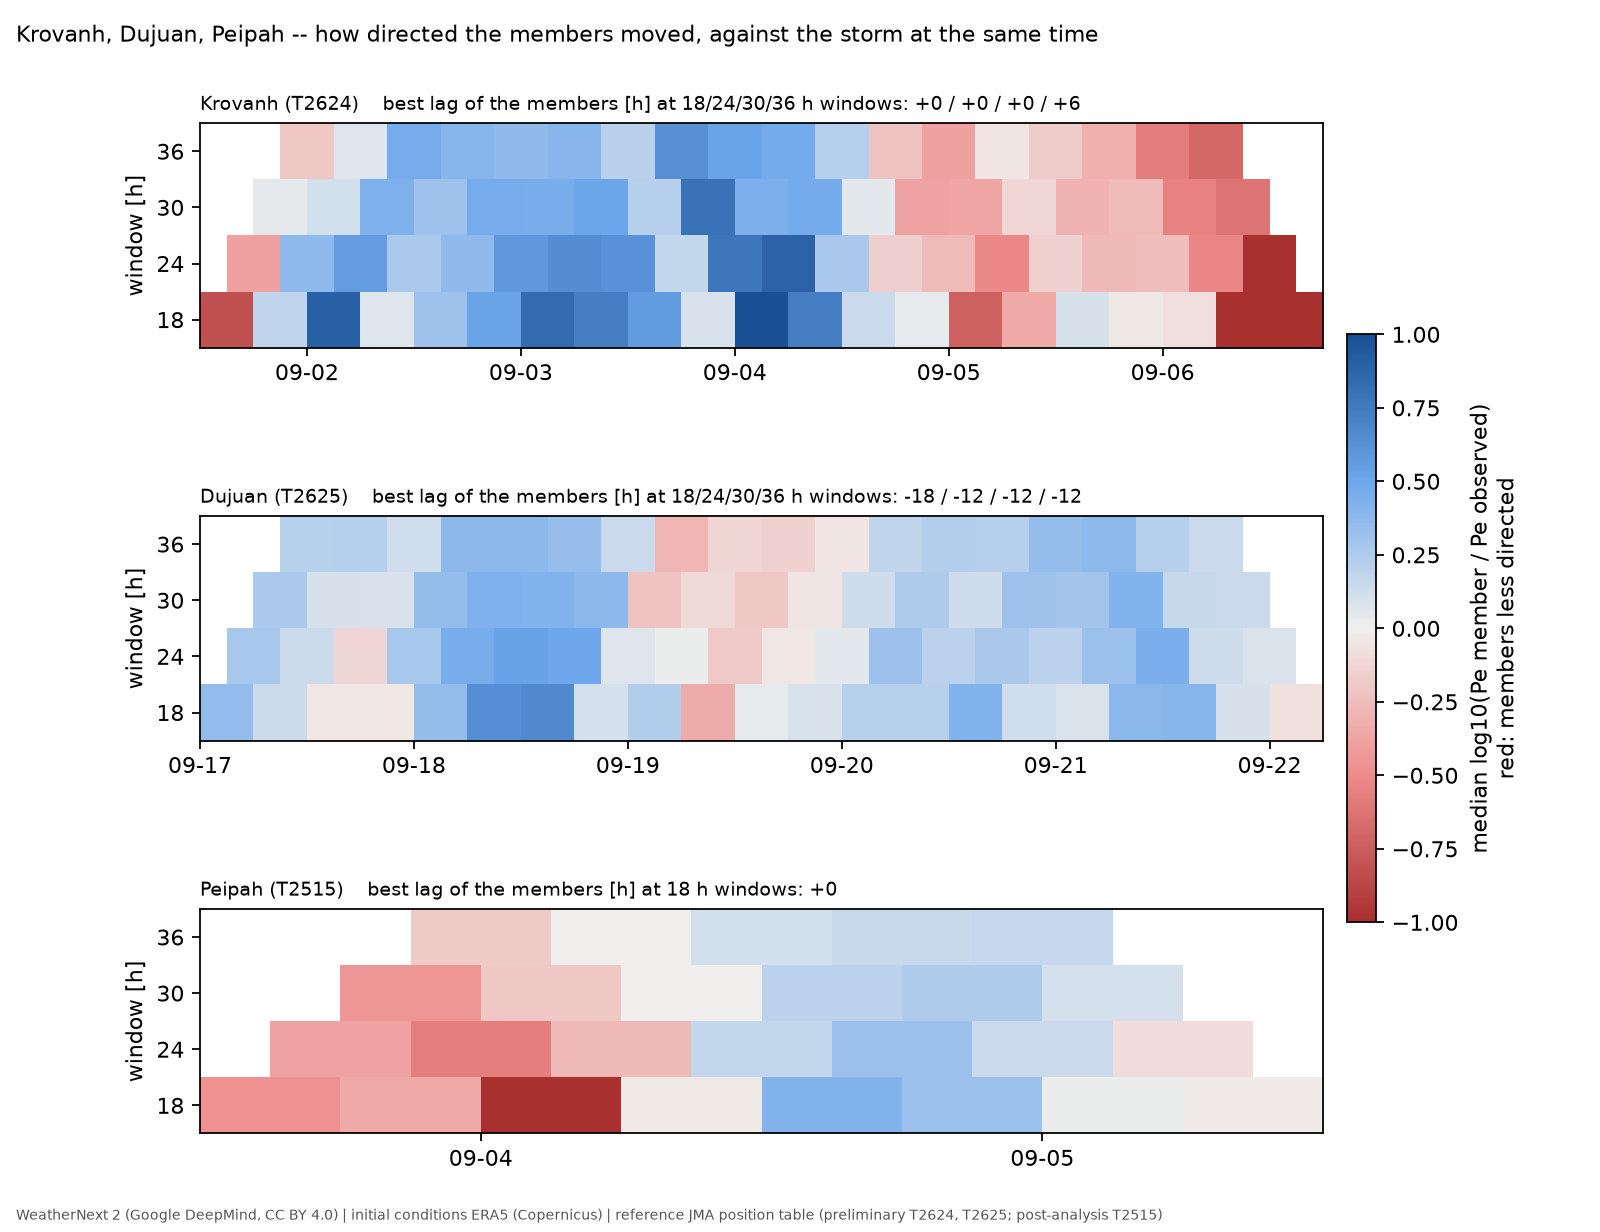 Krovanh, Dujuan, Peipah -- how directed the members moved, against the storm at the same time
Krovanh (T2624)    best lag of the members [h] at 18/24/30/36 h windows: +0 / +0 / +0 / +6
window [h]
36
30
24
18
09-02 09-03 09-04 09-05 09-06
Dujuan (T2625)    best lag of the members [h] at 18/24/30/36 h windows: -18 / -12 / -12 / -12
window [h]
36
30
24
18
09-17 09-18 09-19 09-20 09-21 09-22
Peipah (T2515)    best lag of the members [h] at 18 h windows: +0
window [h]
36
30
24
18
09-04 09-05
1.00
0.75
0.50
0.25
0.00
−0.25
−0.50
−0.75
−1.00
median log10(Pe member / Pe observed)
red: members less directed
WeatherNext 2 (Google DeepMind, CC BY 4.0) | initial conditions ERA5 (Copernicus) | reference JMA position table (preliminary T2624, T2625; post-analysis T2515)